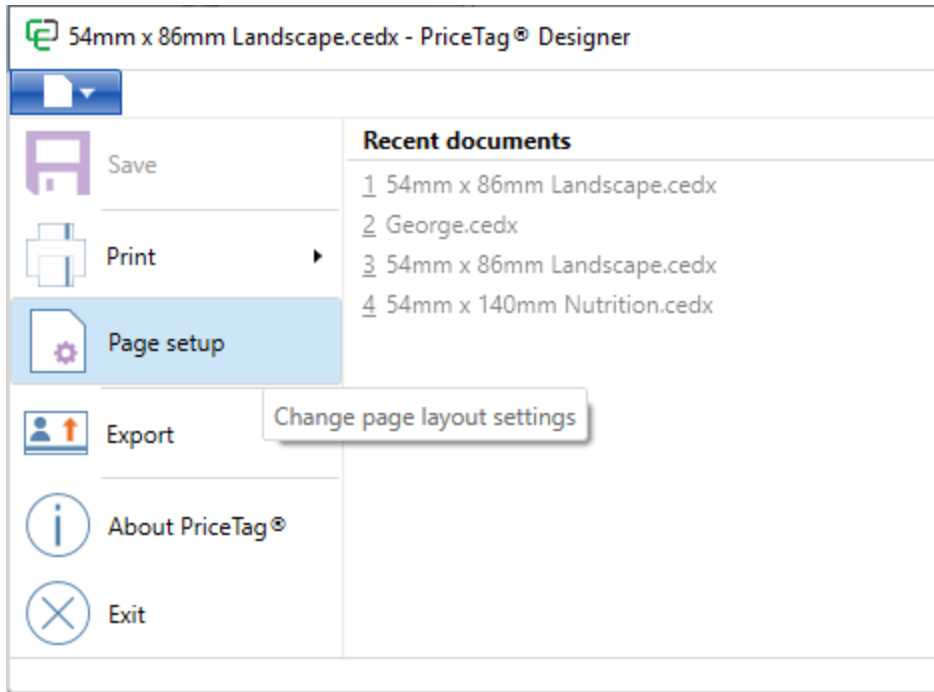 54mm x 86mm Landscape.cedx - PriceTag® Designer
Save
Print
Page setup
Export
About PriceTag®
Exit
Recent documents
1 54mm x 86mm Landscape.cedx
2 George.cedx
3 54mm x 86mm Landscape.cedx
4 54mm x 140mm Nutrition.cedx
Change page layout settings